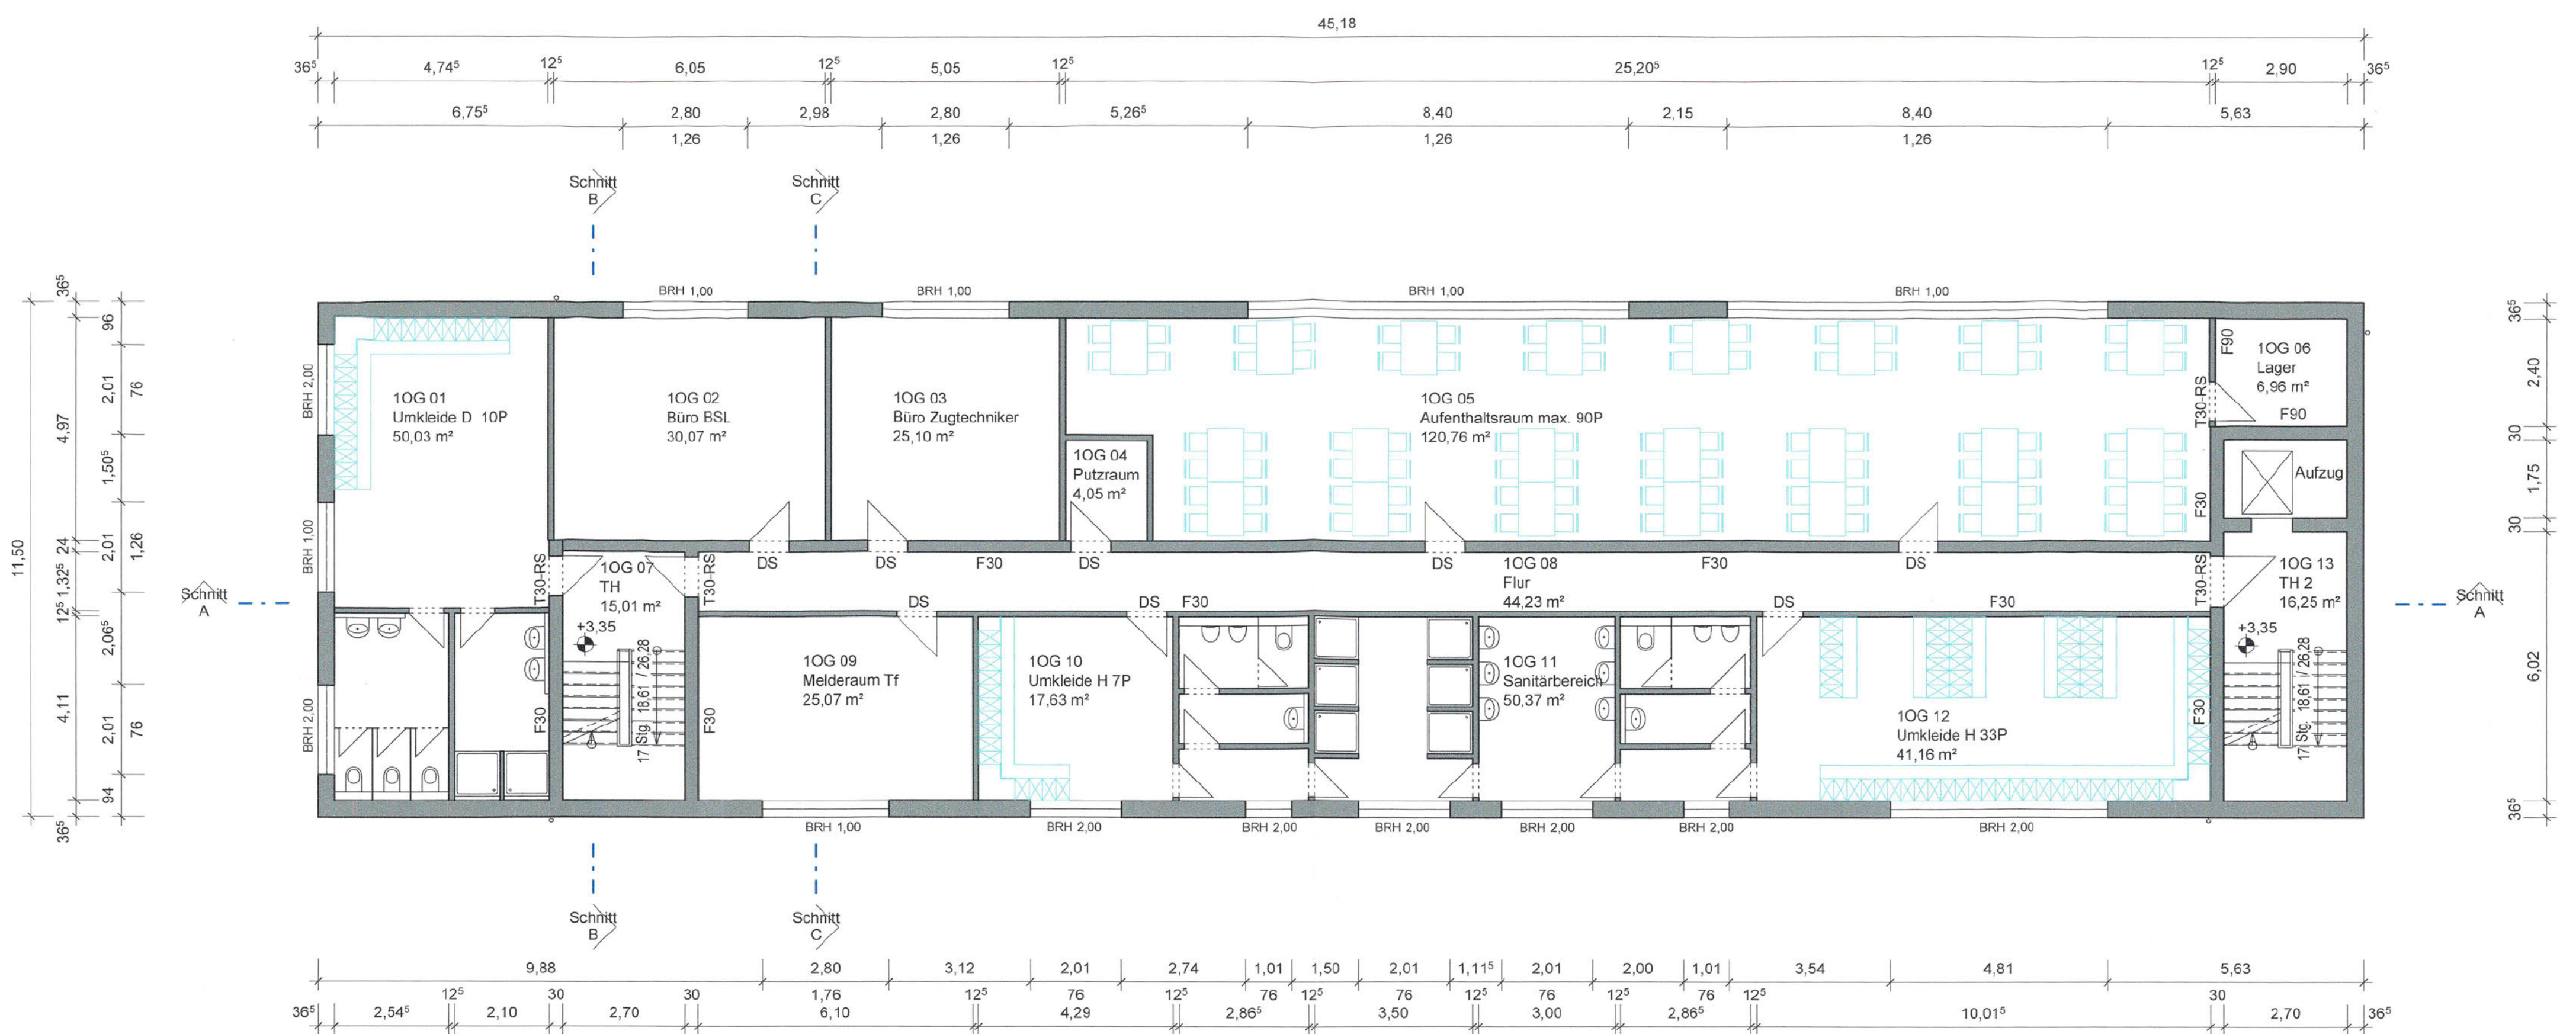 45,18
36⁵ 4,74⁵ 12⁵ 6,05 12⁵ 5,05 12⁵ 25,20⁵ 12⁵ 2,90 36⁵
6,75⁵ 2,80 2,98 2,80 5,26⁵ 8,40 2,15 8,40 5,63
1,26 1,26 1,26 1,26
Schnitt
B
Schnitt
C
BRH 1,00 BRH 1,00 BRH 1,00 BRH 1,00
11,50
36⁵ 4,97 24 1,32⁵ 12⁵ 4,11 36⁵
96 2,01 1,50⁵ 2,01 2,06⁵ 2,01 94
76 1,26 76
BRH 2,00
BRH 1,00
BRH 2,00
1OG 01
Umkleide D 10P
50,03 m²
1OG 02
Büro BSL
30,07 m²
1OG 03
Büro Zugtechniker
25,10 m²
1OG 04
Putzraum
4,05 m²
1OG 05
Aufenthaltsraum max. 90P
120,76 m²
F90
T30-RS
1OG 06
Lager
6,96 m²
F90
Aufzug
F30
36⁵ 2,40 30 1,75 30 6,02 36⁵
T30-RS
1OG 07
TH
15,01 m²
+3,35
17 Stg. 18,61 / 26,28
F30
T30-RS
DS DS F30 DS DS F30 DS
1OG 08
Flur
44,23 m²
DS DS F30 DS F30
T30-RS
1OG 13
TH 2
16,25 m²
+3,35
17 Stg. 18,61 / 26,28
Schnitt
A
Schnitt
A
F30
1OG 09
Melderaum Tf
25,07 m²
1OG 10
Umkleide H 7P
17,63 m²
1OG 11
Sanitärbereich
50,37 m²
1OG 12
Umkleide H 33P
41,16 m²
F30
BRH 1,00 BRH 2,00 BRH 2,00 BRH 2,00 BRH 2,00 BRH 2,00 BRH 2,00
Schnitt
B
Schnitt
C
9,88 2,80 3,12 2,01 2,74 1,01 1,50 2,01 1,11⁵ 2,01 2,00 1,01 3,54 4,81 5,63
12⁵ 30 30 1,76 12⁵ 76 12⁵ 76 12⁵ 76 12⁵ 76 12⁵ 76 12⁵ 30
36⁵ 2,54⁵ 2,10 2,70 6,10 4,29 2,86⁵ 3,50 3,00 2,86⁵ 10,01⁵ 2,70 36⁵